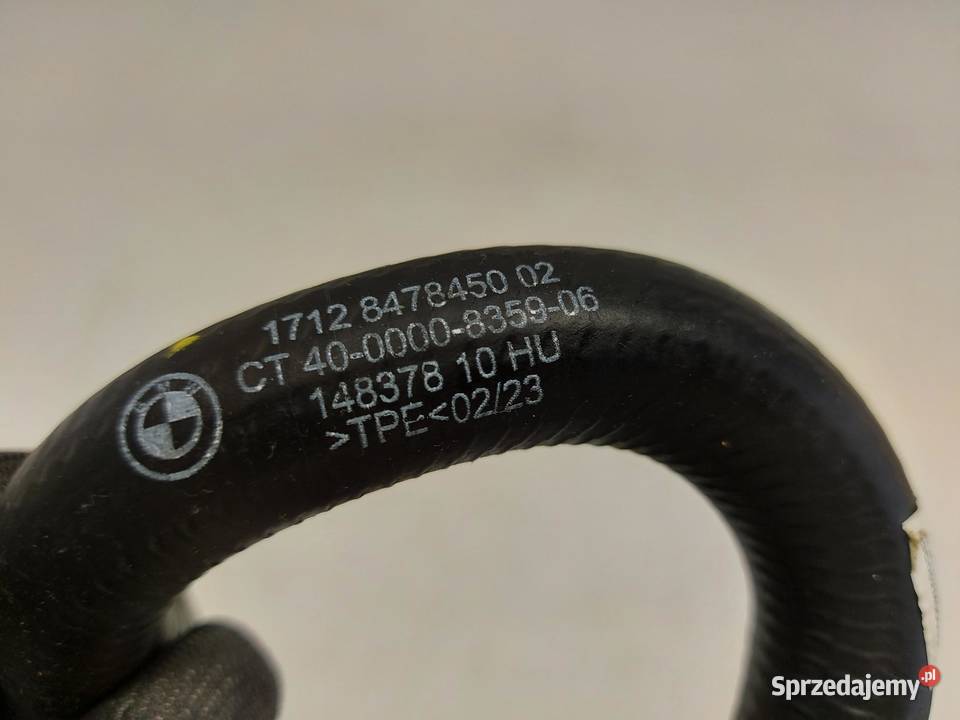 1712 8478450 02
CT 40-0000-8359-06
148378 10 HU
>TPE<02/23
Sprzedajemy.pl